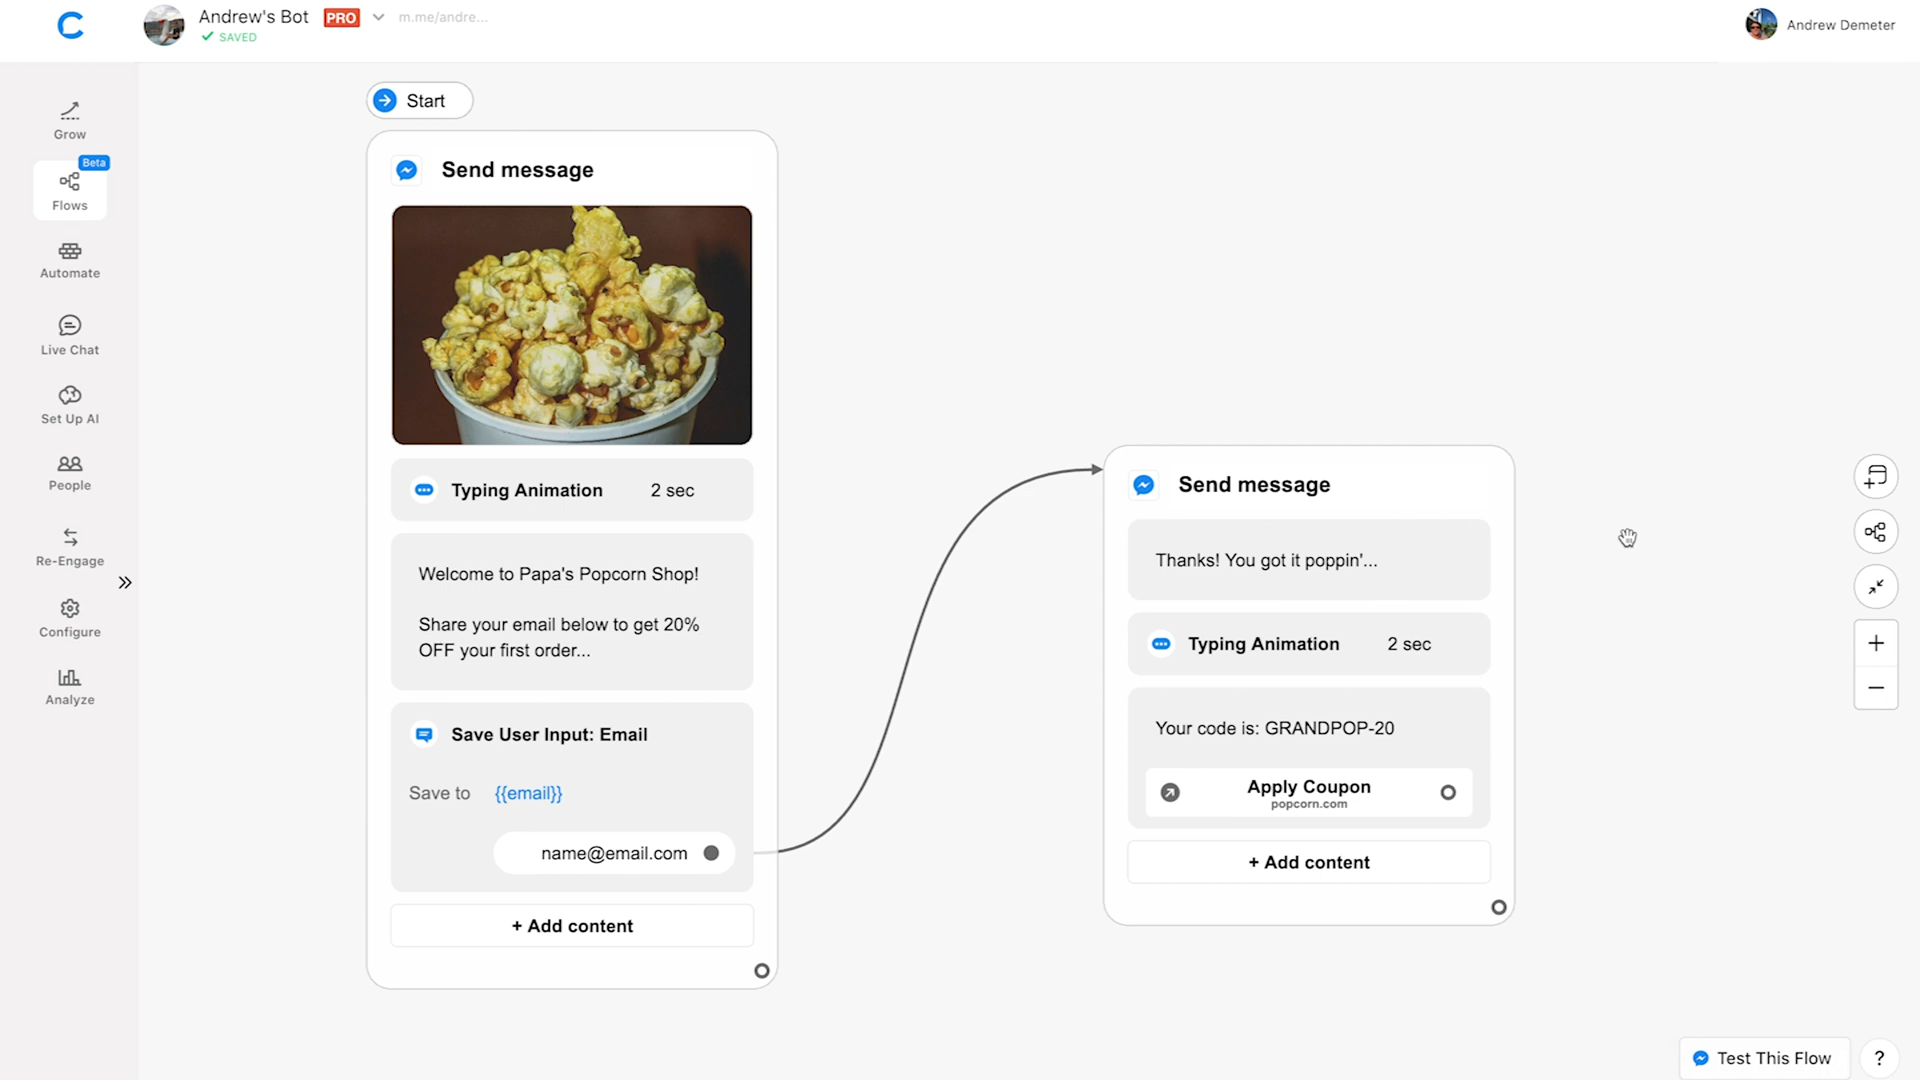 Andrew's Bot PRO m.me/andre...
SAVED
Andrew Demeter
Grow
Beta
Flows
Automate
Live Chat
Set Up AI
People
Re-Engage
Configure
Analyze
Start
Send message
Typing Animation 2 sec
Welcome to Papa's Popcorn Shop!
Share your email below to get 20%
OFF your first order...
Save User Input: Email
Save to {{email}}
name@email.com
+ Add content
Send message
Thanks! You got it poppin'...
Typing Animation 2 sec
Your code is: GRANDPOP-20
Apply Coupon
popcorn.com
+ Add content
Test This Flow ?